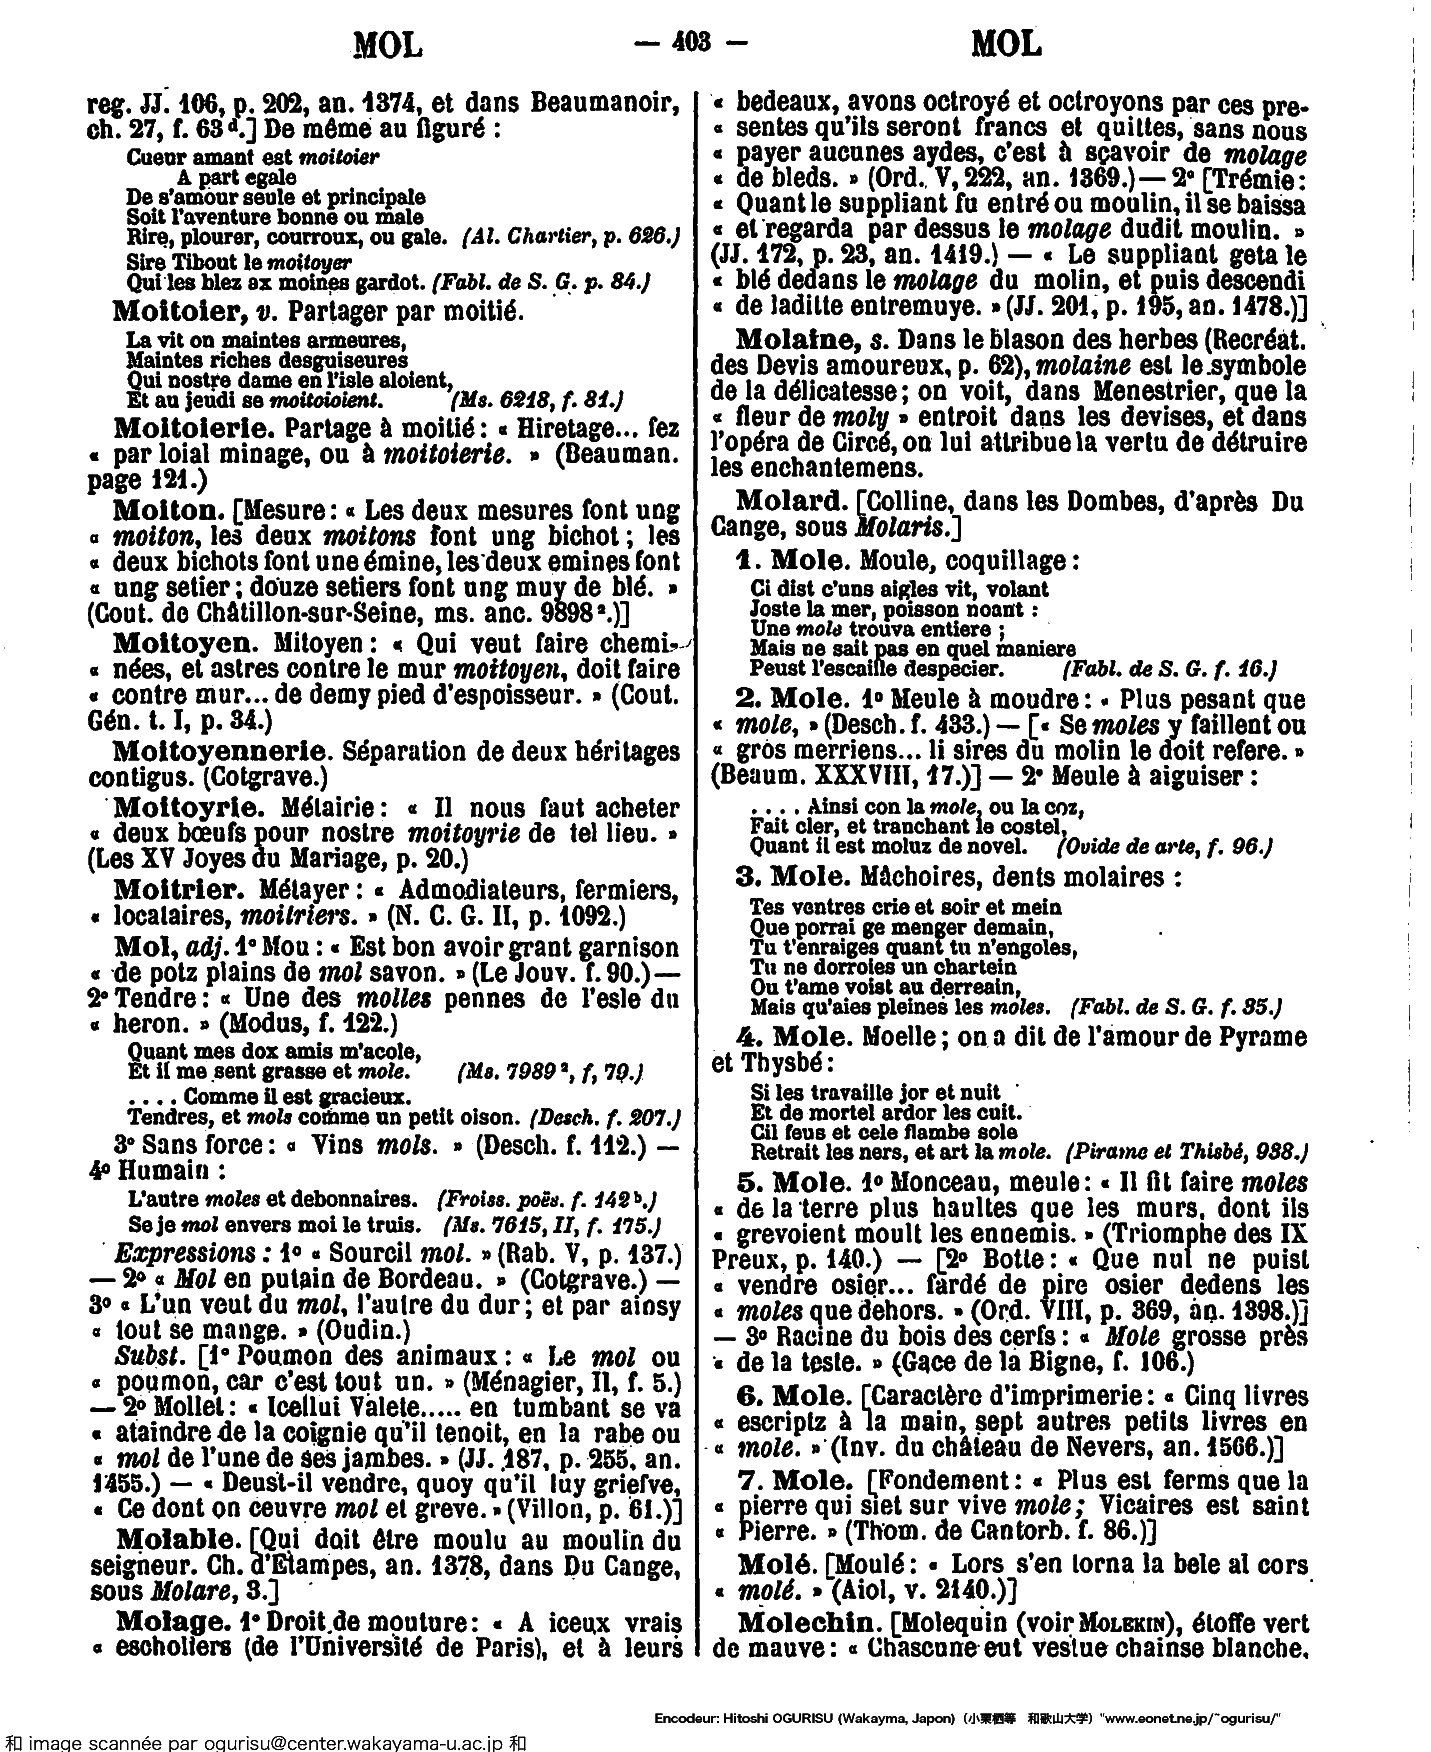 MOL — 403 — MOL
reg. JJ. 106, p. 202, an. 1374, et dans Beaumanoir,
ch. 27, f. 63 d.] De même au figuré :
Cueur amant est moitoier
A part egale
De s'amour seule et principale
Soit l'aventure bonne ou male
Rire, plourer, courroux, ou gale. (Al. Chartier, p. 626.)
Sire Tibout le moitoyer
Qui les blez ax moines gardot. (Fabl. de S. G. p. 84.)
Moitoier, v. Partager par moitié.
La vit on maintes armeures,
Maintes riches desguiseures
Qui nostre dame en l'isle aloient,
Et au jeudi se moitoioient. (Ms. 6218, f. 81.)
Moitoierie. Partage à moitié : « Hiretage... fez
« par loial minage, ou à moitoierie. » (Beauman.
page 121.)
Moiton. [Mesure : « Les deux mesures font ung
« moiton, les deux moitons font ung bichot ; les
« deux bichots font une émine, les deux emines font
« ung setier ; douze setiers font ung muy de blé. »
(Cout. de Châtillon-sur-Seine, ms. anc. 9898 ².)]
Moitoyen. Mitoyen : « Qui veut faire chemi-
« nées, et astres contre le mur moitoyen, doit faire
« contre mur... de demy pied d'espoisseur. » (Cout.
Gén. t. I, p. 34.)
Moitoyennerie. Séparation de deux héritages
contigus. (Cotgrave.)
Moitoyrie. Métairie : « Il nous faut acheter
« deux bœufs pour nostre moitoyrie de tel lieu. »
(Les XV Joyes du Mariage, p. 20.)
Moitrier. Métayer : « Admodiateurs, fermiers,
« locataires, moitriers. » (N. C. G. II, p. 1092.)
Mol, adj. 1° Mou : « Est bon avoir grant garnison
« de potz plains de mol savon. » (Le Jouv. f. 90.) —
2° Tendre : « Une des molles pennes de l'esle du
« heron. » (Modus, f. 122.)
Quant mes dox amis m'acole,
Et il me sent grasse et mole. (Ms. 7989 ², f, 79.)
. . . . Comme il est gracieux.
Tendres, et mols comme un petit oison. (Desch. f. 207.)
3° Sans force : « Vins mols. » (Desch. f. 112.) —
4° Humain :
L'autre moles et debonnaires. (Froiss. poës. f. 142 b.)
Se je mol envers moi le truis. (Ms. 7615, II, f. 175.)
Expressions : 1° « Sourcil mol. » (Rab. V, p. 137.)
— 2° « Mol en putain de Bordeau. » (Cotgrave.) —
3° « L'un veut du mol, l'autre du dur ; et par ainsy
« tout se mange. » (Oudin.)
Subst. [1° Poumon des animaux : « Le mol ou
« poumon, car c'est tout un. » (Ménagier, II, f. 5.)
— 2° Mollet : « Icellui Valete..... en tumbant se va
« ataindre de la coignie qu'il tenoit, en la rabe ou
« mol de l'une de ses jambes. » (JJ. 187, p. 255, an.
1455.) — « Deust-il vendre, quoy qu'il luy griefve,
« Ce dont on ceuvre mol et greve. » (Villon, p. 61.)]
Molable. [Qui doit être moulu au moulin du
seigneur. Ch. d'Etampes, an. 1378, dans Du Cange,
sous Molare, 3.]
Molage. 1° Droit de mouture : « A iceux vrais
« escholiers (de l'Université de Paris), et à leurs
« bedeaux, avons octroyé et octroyons par ces pre-
« sentes qu'ils seront francs et quittes, sans nous
« payer aucunes aydes, c'est à sçavoir de molage
« de bleds. » (Ord. V, 222, an. 1369.) — 2° [Trémie :
« Quant le suppliant fu entré ou moulin, il se baissa
« et regarda par dessus le molage dudit moulin. »
(JJ. 172, p. 23, an. 1419.) — « Le suppliant geta le
« blé dedans le molage du molin, et puis descendi
« de laditte entremuye. » (JJ. 201, p. 195, an. 1478.)]
Molaine, s. Dans le blason des herbes (Recréat.
des Devis amoureux, p. 62), molaine est le symbole
de la délicatesse ; on voit, dans Menestrier, que la
« fleur de moly » entroit dans les devises, et dans
l'opéra de Circé, on lui attribue la vertu de détruire
les enchantemens.
Molard. [Colline, dans les Dombes, d'après Du
Cange, sous Molaris.]
1. Mole. Moule, coquillage :
Ci dist c'uns aigles vit, volant
Joste la mer, poisson noant :
Une mole trouva entiere ;
Mais ne sait pas en quel maniere
Peust l'escaille despecier. (Fabl. de S. G. f. 16.)
2. Mole. 1° Meule à moudre : « Plus pesant que
« mole, » (Desch. f. 433.) — [« Se moles y faillent ou
« gros merriens... li sires du molin le doit refere. »
(Beaum. XXXVIII, 17.)] — 2° Meule à aiguiser :
. . . . Ainsi con la mole, ou la coz,
Fait cler, et tranchant le costel,
Quant il est moluz de novel. (Ovide de arte, f. 96.)
3. Mole. Mâchoires, dents molaires :
Tes ventres crie et soir et mein
Que porrai ge menger demain,
Tu t'enraiges quant tu n'engoles,
Tu ne dorroies un chartein
Ou t'ame voist au derreain,
Mais qu'aies pleines les moles. (Fabl. de S. G. f. 35.)
4. Mole. Moelle ; on a dit de l'amour de Pyrame
et Thysbé :
Si les travaille jor et nuit
Et de mortel ardor les cuit.
Cil feus et cele flambe sole
Retrait les ners, et art la mole. (Pirame et Thisbé, 938.)
5. Mole. 1° Monceau, meule : « Il fit faire moles
« de la terre plus haultes que les murs, dont ils
« grevoient moult les ennemis. » (Triomphe des IX
Preux, p. 140.) — [2° Botte : « Que nul ne puist
« vendre osier... fardé de pire osier dedens les
« moles que dehors. » (Ord. VIII, p. 369, an. 1398.)]
— 3° Racine du bois des cerfs : « Mole grosse près
« de la teste. » (Gace de la Bigne, f. 106.)
6. Mole. [Caractère d'imprimerie : « Cinq livres
« escriptz à la main, sept autres petits livres en
« mole. » (Inv. du château de Nevers, an. 1566.)]
7. Mole. [Fondement : « Plus est ferms que la
« pierre qui siet sur vive mole ; Vicaires est saint
« Pierre. » (Thom. de Cantorb. f. 86.)]
Molé. [Moulé : « Lors s'en torna la bele al cors
« molé. » (Aiol, v. 2140.)]
Molechin. [Molequin (voir MOLEKIN), étoffe vert
de mauve : « Chascune eut vestue chainse blanche,
Encodeur: Hitoshi OGURISU (Wakayma, Japon) (小栗栖等 和歌山大学) "www.eonet.ne.jp/~ogurisu/"
和 image scannée par ogurisu@center.wakayama-u.ac.jp 和